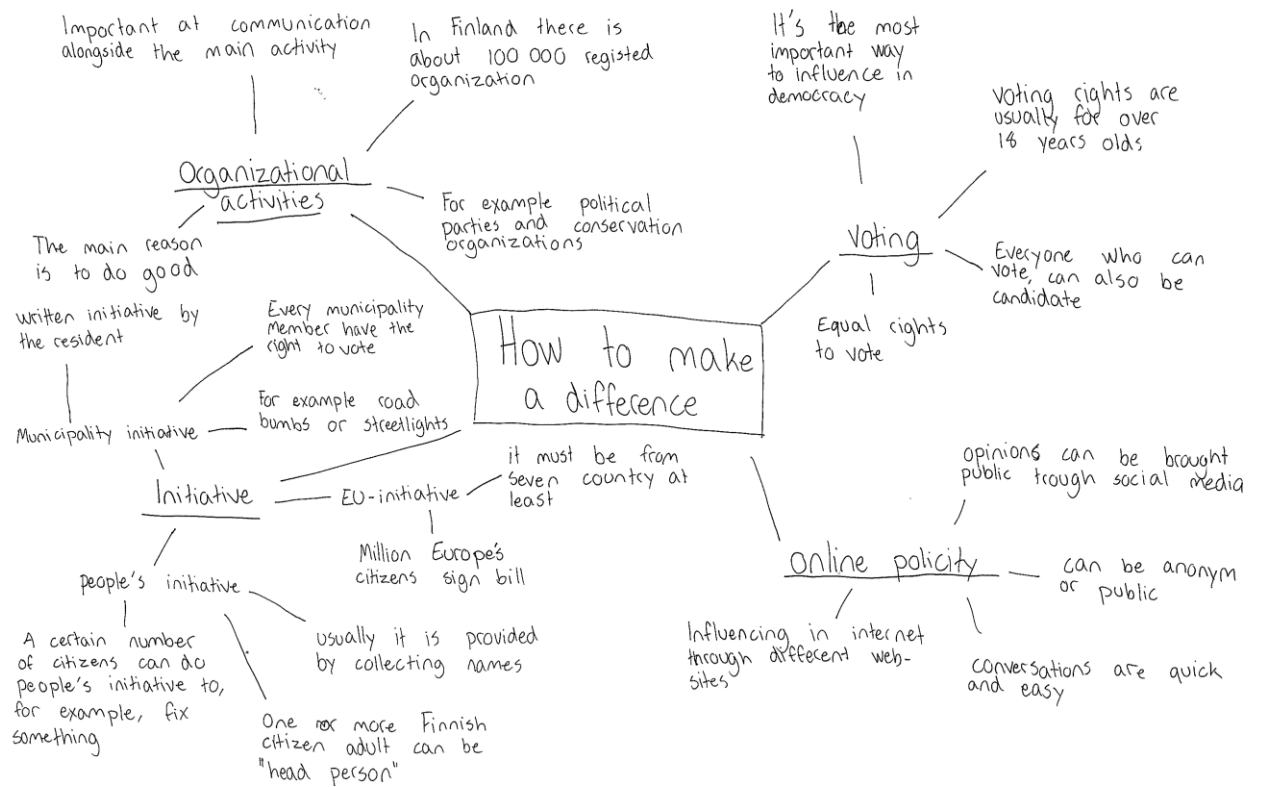 Important at communication
alongside the main activity
In Finland there is
about 100 000 registed
organization
Organizational
activities
For example political
parties and conservation
organizations
The main reason
is to do good
It's the most
important way
to influence in
democracy
voting rights are
usually for over
18 years olds
Voting
Everyone who can
vote, can also be
candidate
Equal rights
to vote
How to make
a difference
written initiative by
the resident
Every municipality
Member have the
right to vote
For example road
bumbs or streetlights
Municipality initiative
Initiative
EU-initiative
it must be from
seven country at
least
Million Europe's
citizens sign bill
People's initiative
A certain number
of citizens can do
people's initiative to,
for example, fix
something
usually it is provided
by collecting names
One or more Finnish
citizen adult can be
"head person"
opinions can be brought
public trough social media
Online policity
can be anonym
or public
Influencing in internet
through different web-
sites
conversations are quick
and easy